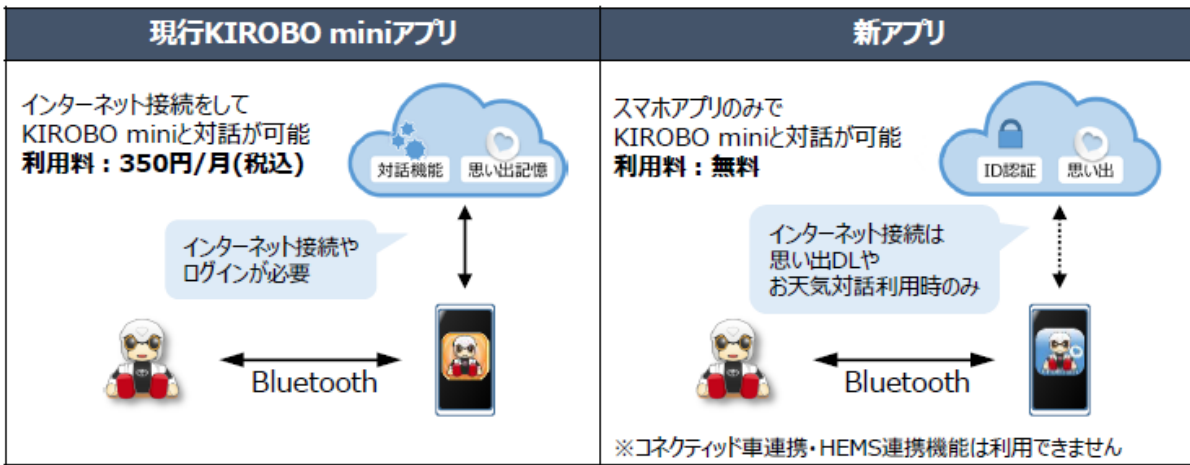 現行KIROBO miniアプリ
インターネット接続をして
KIROBO miniと対話が可能
利用料：350円/月(税込)
対話機能
思い出記憶
インターネット接続や
ログインが必要
Bluetooth
新アプリ
スマホアプリのみで
KIROBO miniと対話が可能
利用料：無料
ID認証
思い出
インターネット接続は
思い出DLや
お天気対話利用時のみ
Bluetooth
※コネクティッド車連携・HEMS連携機能は利用できません